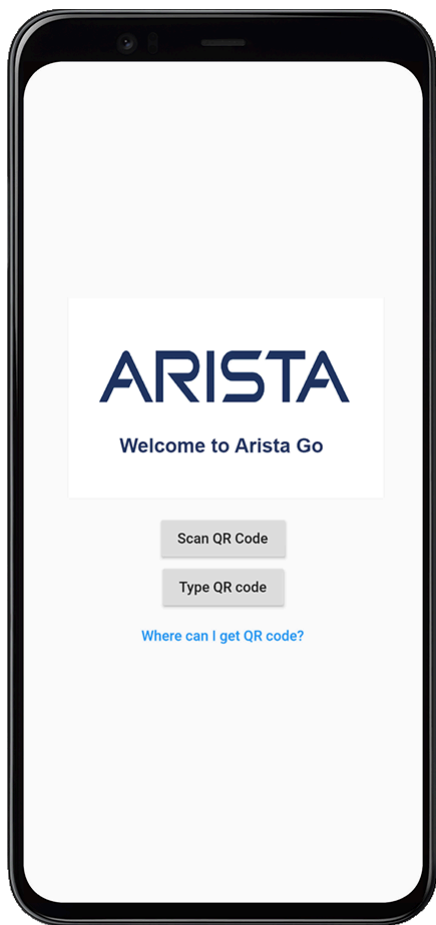 ARISTA
Welcome to Arista Go
Scan QR Code
Type QR code
Where can I get QR code?